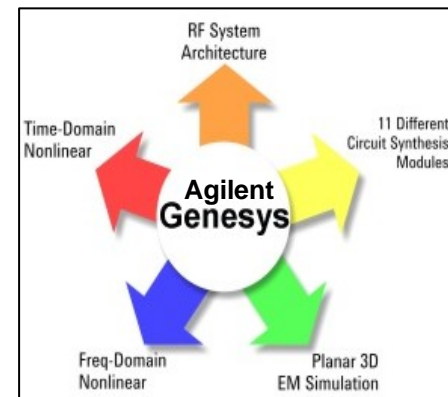 RF System
Architecture
Time-Domain
Nonlinear
11 Different
Circuit Synthesis
Modules
Agilent
Genesys
Freq-Domain
Nonlinear
Planar 3D
EM Simulation